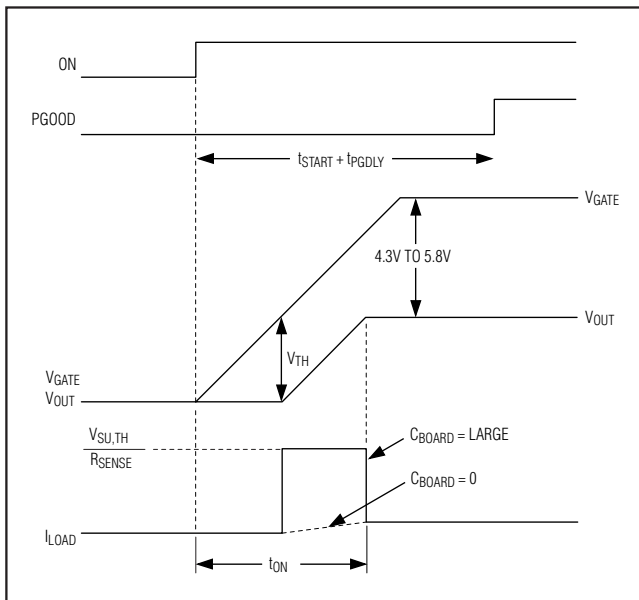 ON
PGOOD
tSTART + tPGDLY
VGATE
4.3V TO 5.8V
VOUT
VTH
VGATE
VOUT
VSU,TH
RSENSE
CBOARD = LARGE
CBOARD = 0
ILOAD
tON